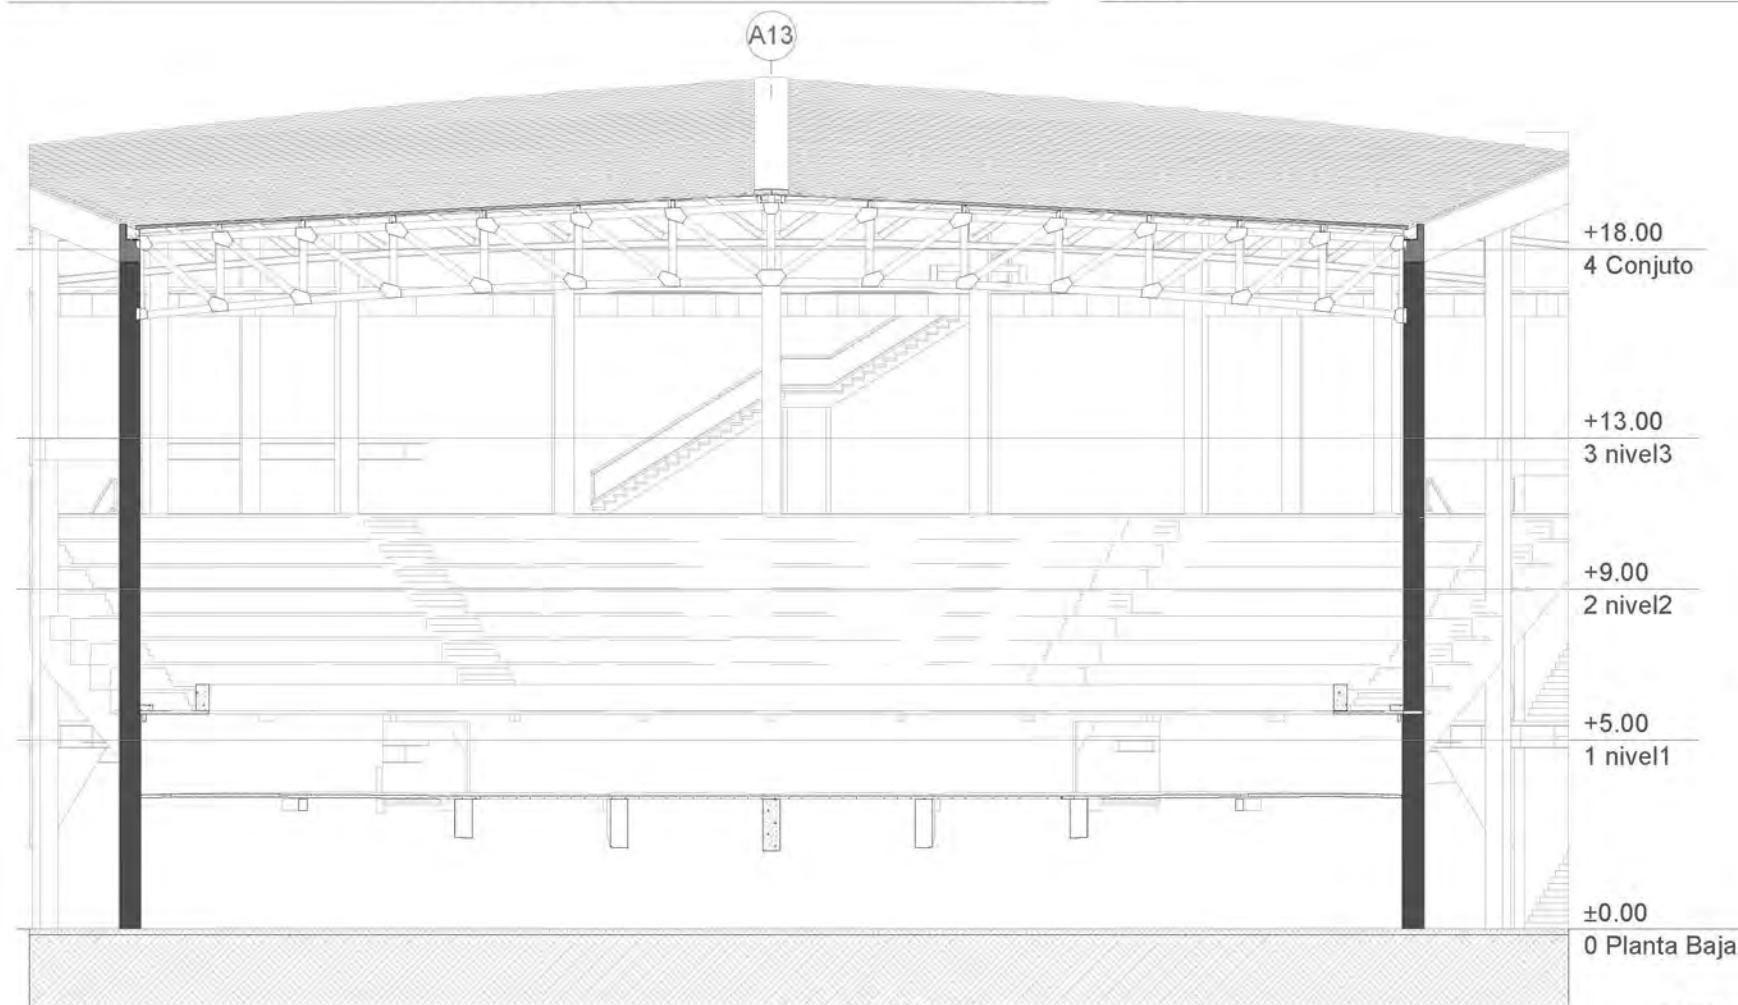 A13
+18.00
4 Conjuto
+13.00
3 nivel3
+9.00
2 nivel2
+5.00
1 nivel1
±0.00
0 Planta Baja